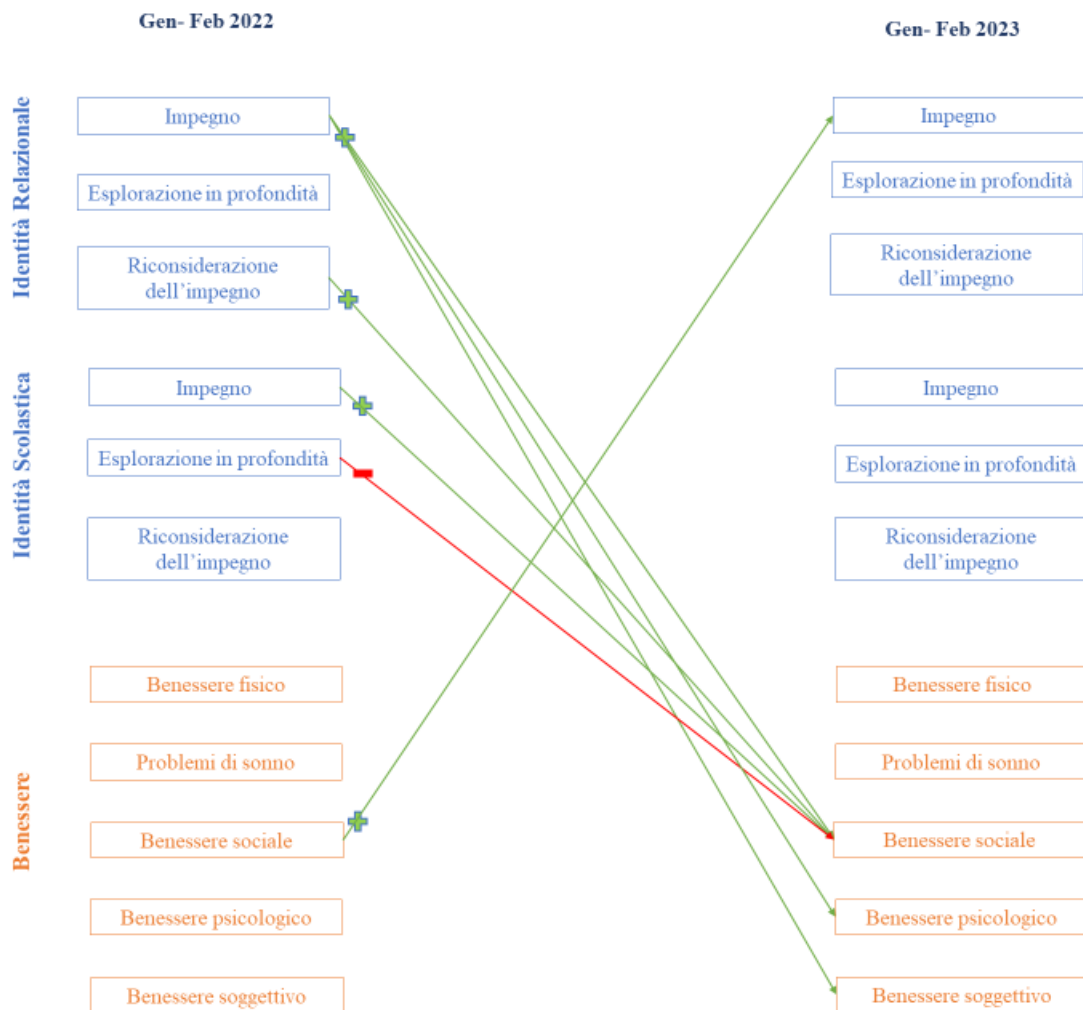 Gen- Feb 2022
Gen- Feb 2023
Identità Relazionale
Impegno
Esplorazione in profondità
Riconsiderazione
dell’impegno
Impegno
Esplorazione in profondità
Riconsiderazione
dell’impegno
Identità Scolastica
Impegno
Esplorazione in profondità
Riconsiderazione
dell’impegno
Impegno
Esplorazione in profondità
Riconsiderazione
dell’impegno
Benessere
Benessere fisico
Problemi di sonno
Benessere sociale
Benessere psicologico
Benessere soggettivo
Benessere fisico
Problemi di sonno
Benessere sociale
Benessere psicologico
Benessere soggettivo